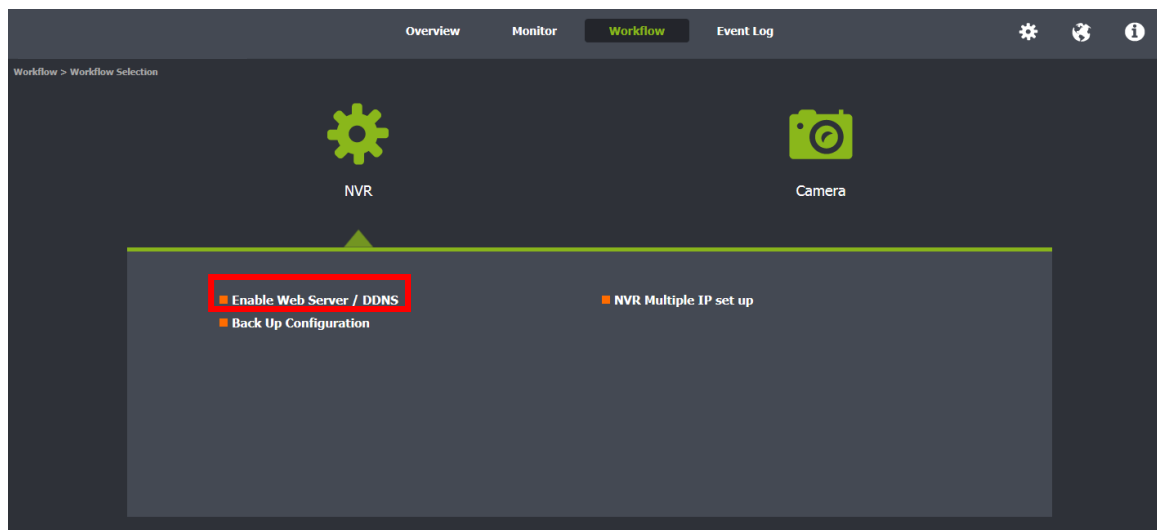 Overview Monitor Workflow Event Log
Workflow > Workflow Selection
NVR Camera
Enable Web Server / DDNS NVR Multiple IP set up
Back Up Configuration